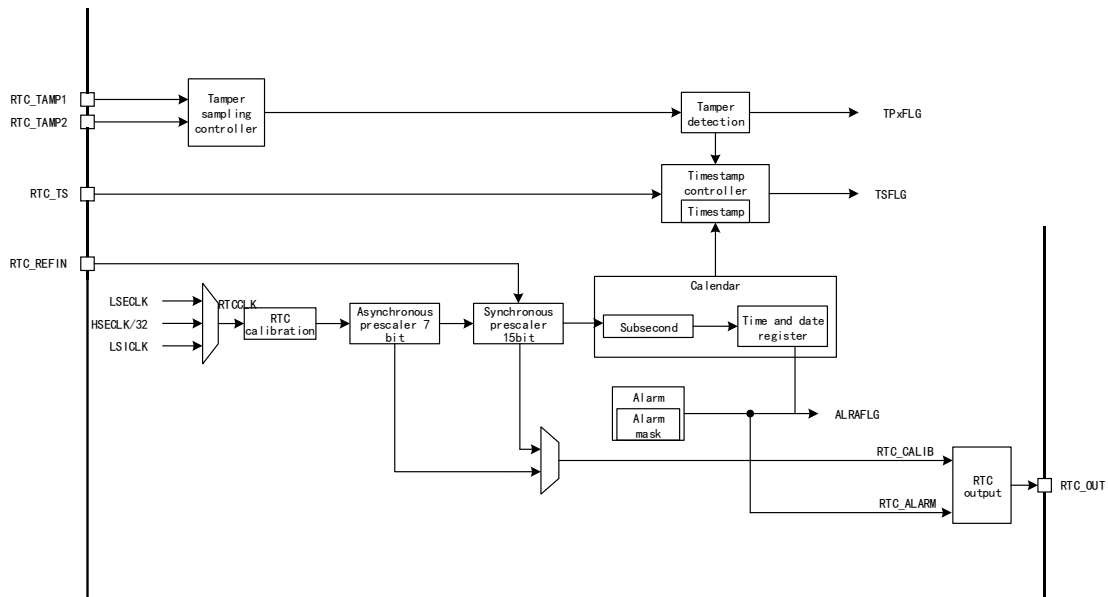 RTC_TAMP1
RTC_TAMP2
Tamper
sampling
controller
Tamper
detection
TPxFLG
RTC_TS
Timestamp
controller
Timestamp
TSFLG
RTC_REFIN
LSECLK
HSECLK/32
LSICLK
RTCCLK
RTC
calibration
Asynchronous
prescaler 7
bit
Synchronous
prescaler
15bit
Calendar
Subsecond
Time and date
register
Alarm
Alarm
mask
ALRAFLG
RTC_CALIB
RTC_ALARM
RTC
output
RTC_OUT